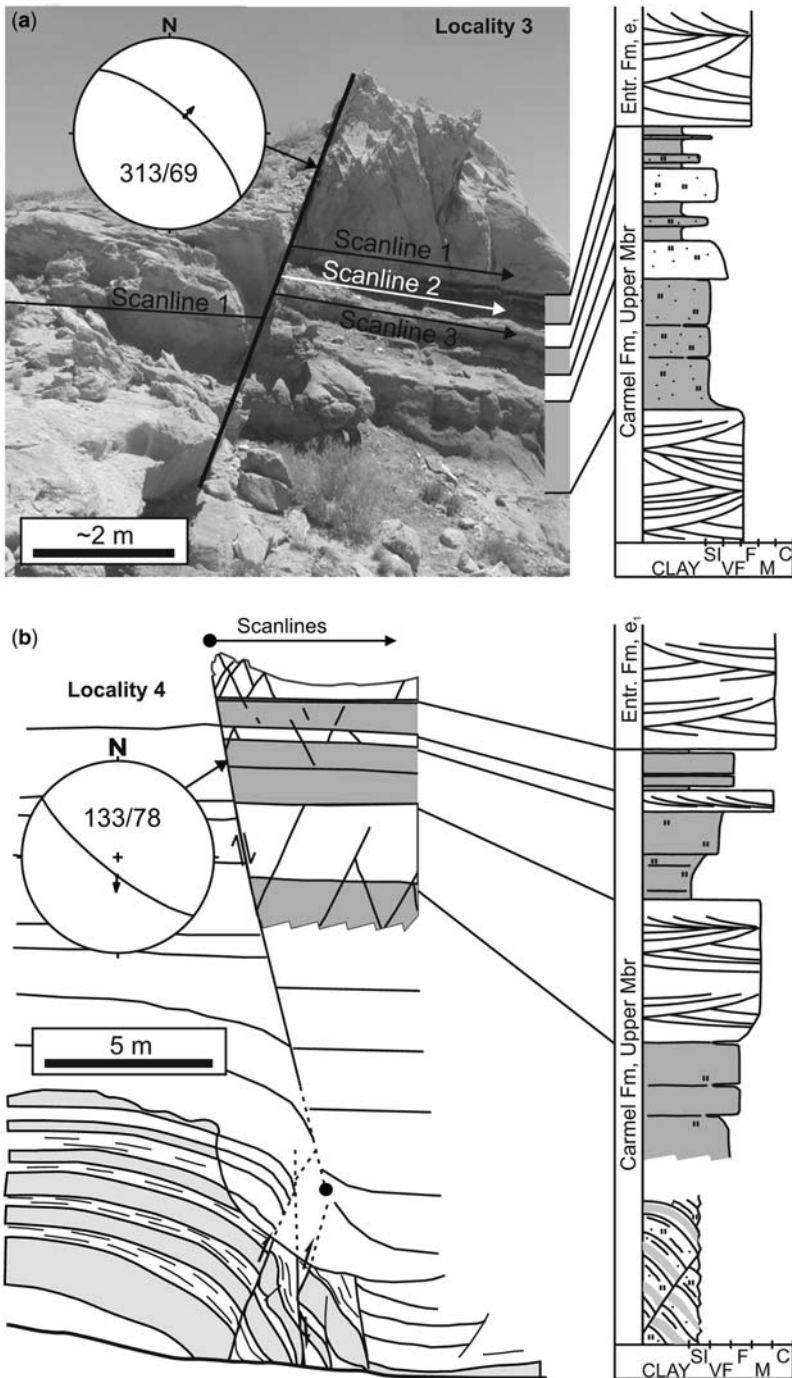 (a)
N
Locality 3
313/69
Scanline 1
Scanline 2
Scanline 1
Scanline 3
~2 m
Entr. Fm, e₁
Carmel Fm, Upper Mbr
CLAY SI VF F M C
(b)
Scanlines
Locality 4
N
133/78
5 m
Entr. Fm, e₁
Carmel Fm, Upper Mbr
CLAY SI VF F M C